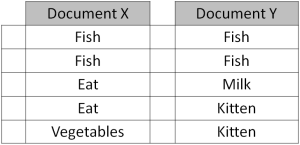 Document X Document Y
Fish Fish
Fish Fish
Eat Milk
Eat Kitten
Vegetables Kitten